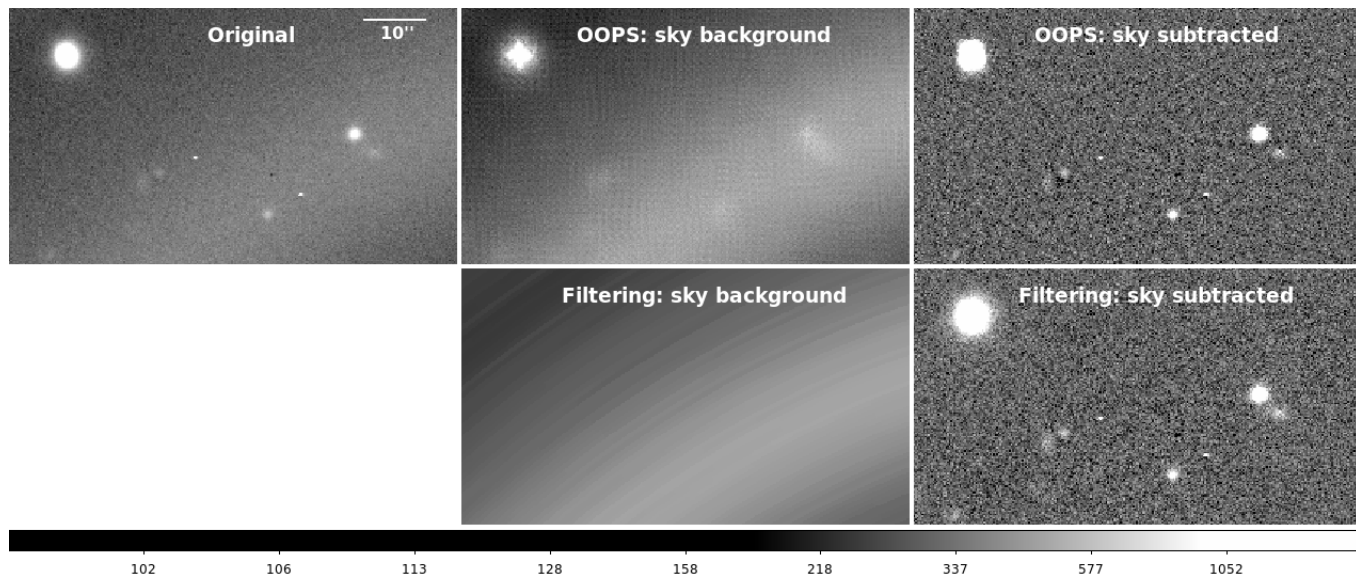 Original
10''
OOPS: sky background
OOPS: sky subtracted
Filtering: sky background
Filtering: sky subtracted
102 106 113 128 158 218 337 577 1052